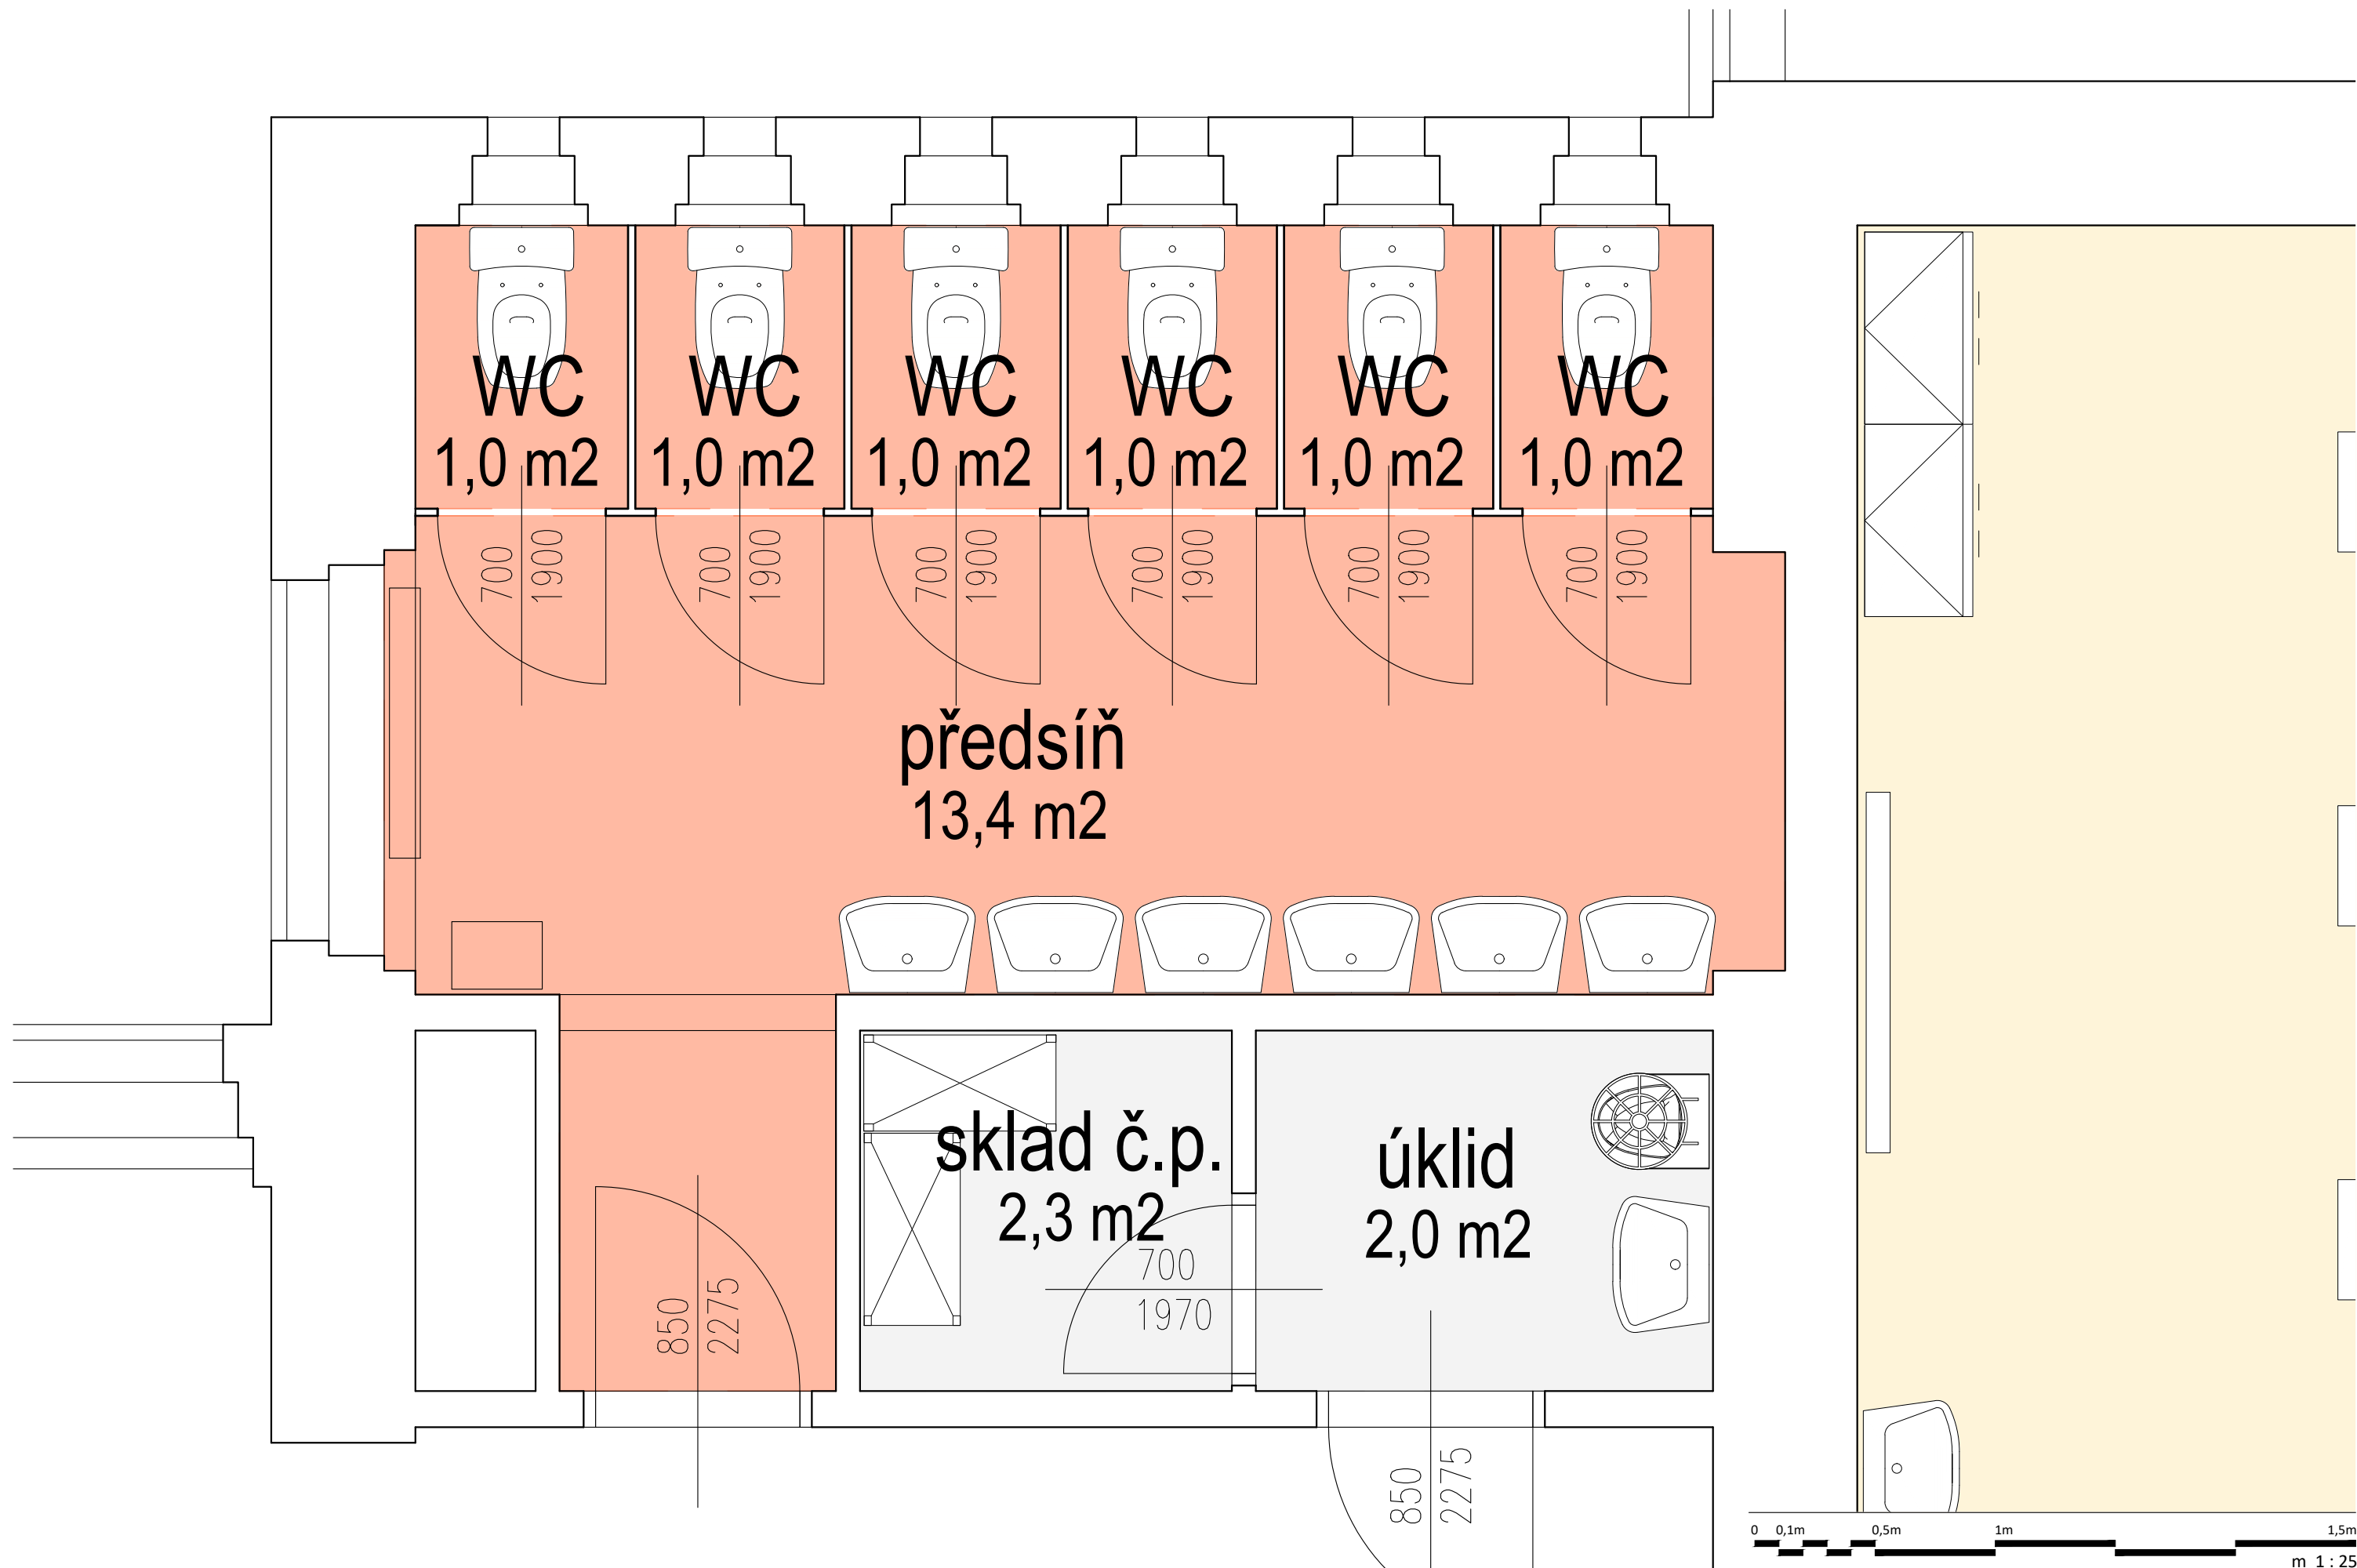 WC WC WC WC WC WC
1,0 m2 1,0 m2 1,0 m2 1,0 m2 1,0 m2 1,0 m2
700 1900 700 1900 700 1900 700 1900 700 1900 700 1900
předsíň
13,4 m2
sklad č.p.
2,3 m2
úklid
2,0 m2
700
1970
850
2275
850
2275
0 0,1m 0,5m 1m 1,5m
m 1 : 25